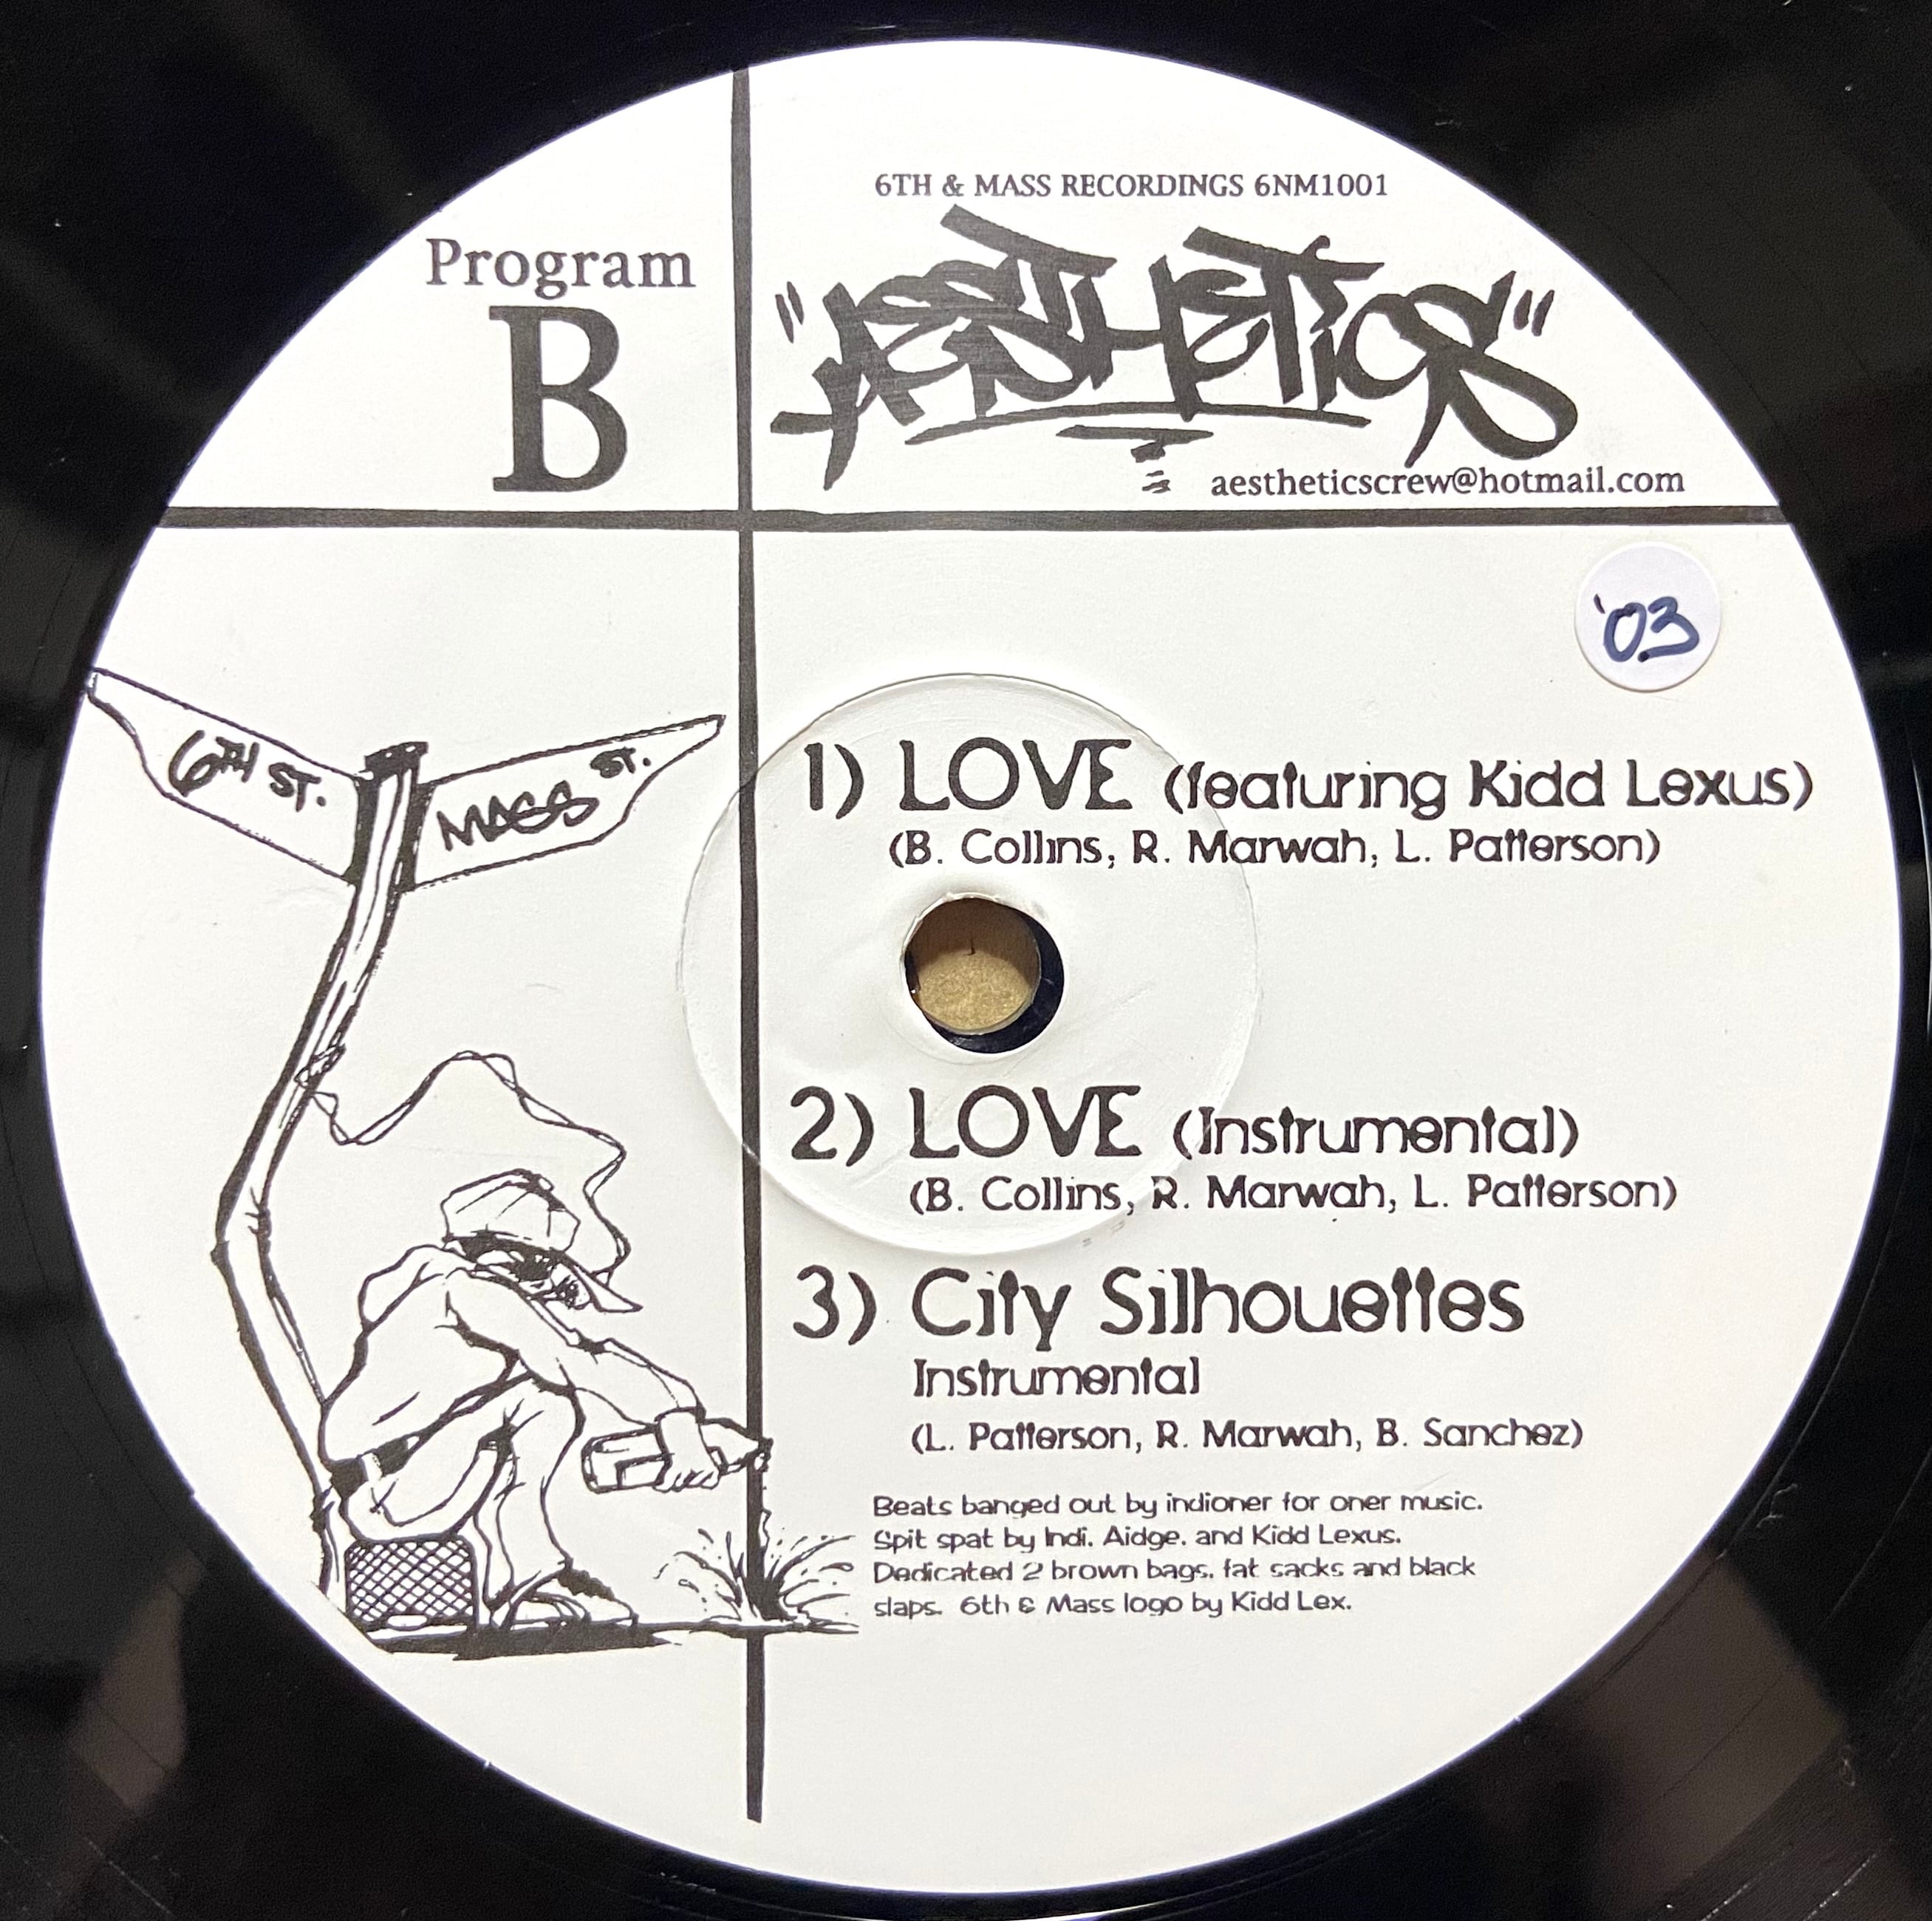 Program
B
6TH & MASS RECORDINGS 6NM1001
"AESTHETICS"
aestheticscrew@hotmail.com
'03
6TH ST.
MASS ST.
1) LOVE (featuring Kidd Lexus)
(B. Collins, R. Marwah, L. Patterson)
2) LOVE (Instrumental)
(B. Collins, R. Marwah, L. Patterson)
3) City Silhouettes
Instrumental
(L. Patterson, R. Marwah, B. Sanchez)
Beats banged out by indioner for oner music.
Spit spat by Indi, Aidge, and Kidd Lexus.
Dedicated 2 brown bags, fat sacks and black
slaps. 6th & Mass logo by Kidd Lex.